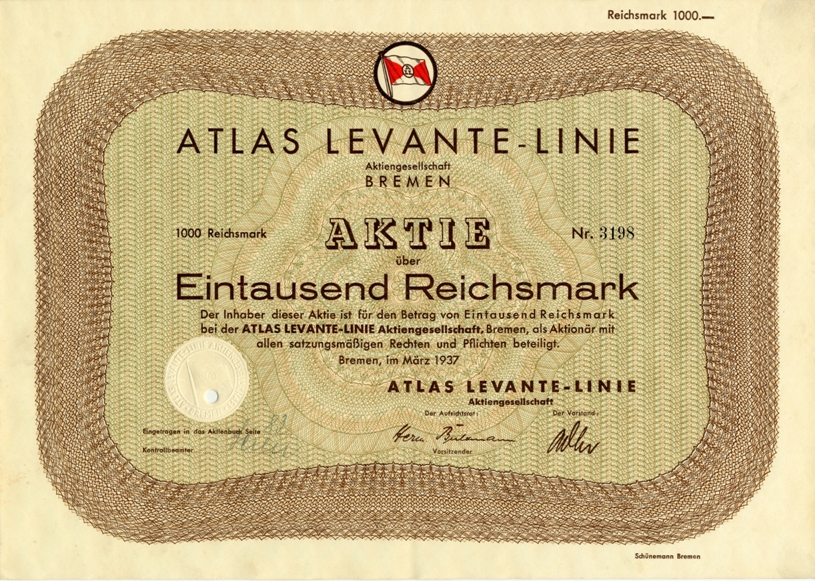 Reichsmark 1000.—
ATLAS LEVANTE-LINIE
Aktiengesellschaft
BREMEN
1000 Reichsmark AKTIE Nr. 3198
über
Eintausend Reichsmark
Der Inhaber dieser Aktie ist für den Betrag von Eintausend Reichsmark
bei der ATLAS LEVANTE-LINIE Aktiengesellschaft, Bremen, als Aktionär mit
allen satzungsmäßigen Rechten und Pflichten beteiligt.
Bremen, im März 1937
ATLAS LEVANTE-LINIE
Aktiengesellschaft
Der Aufsichtsrat: Der Vorstand:
Eingetragen in das Aktienbuch Seite
Vorsitzender
Kontrollbeamter
Schünemann Bremen